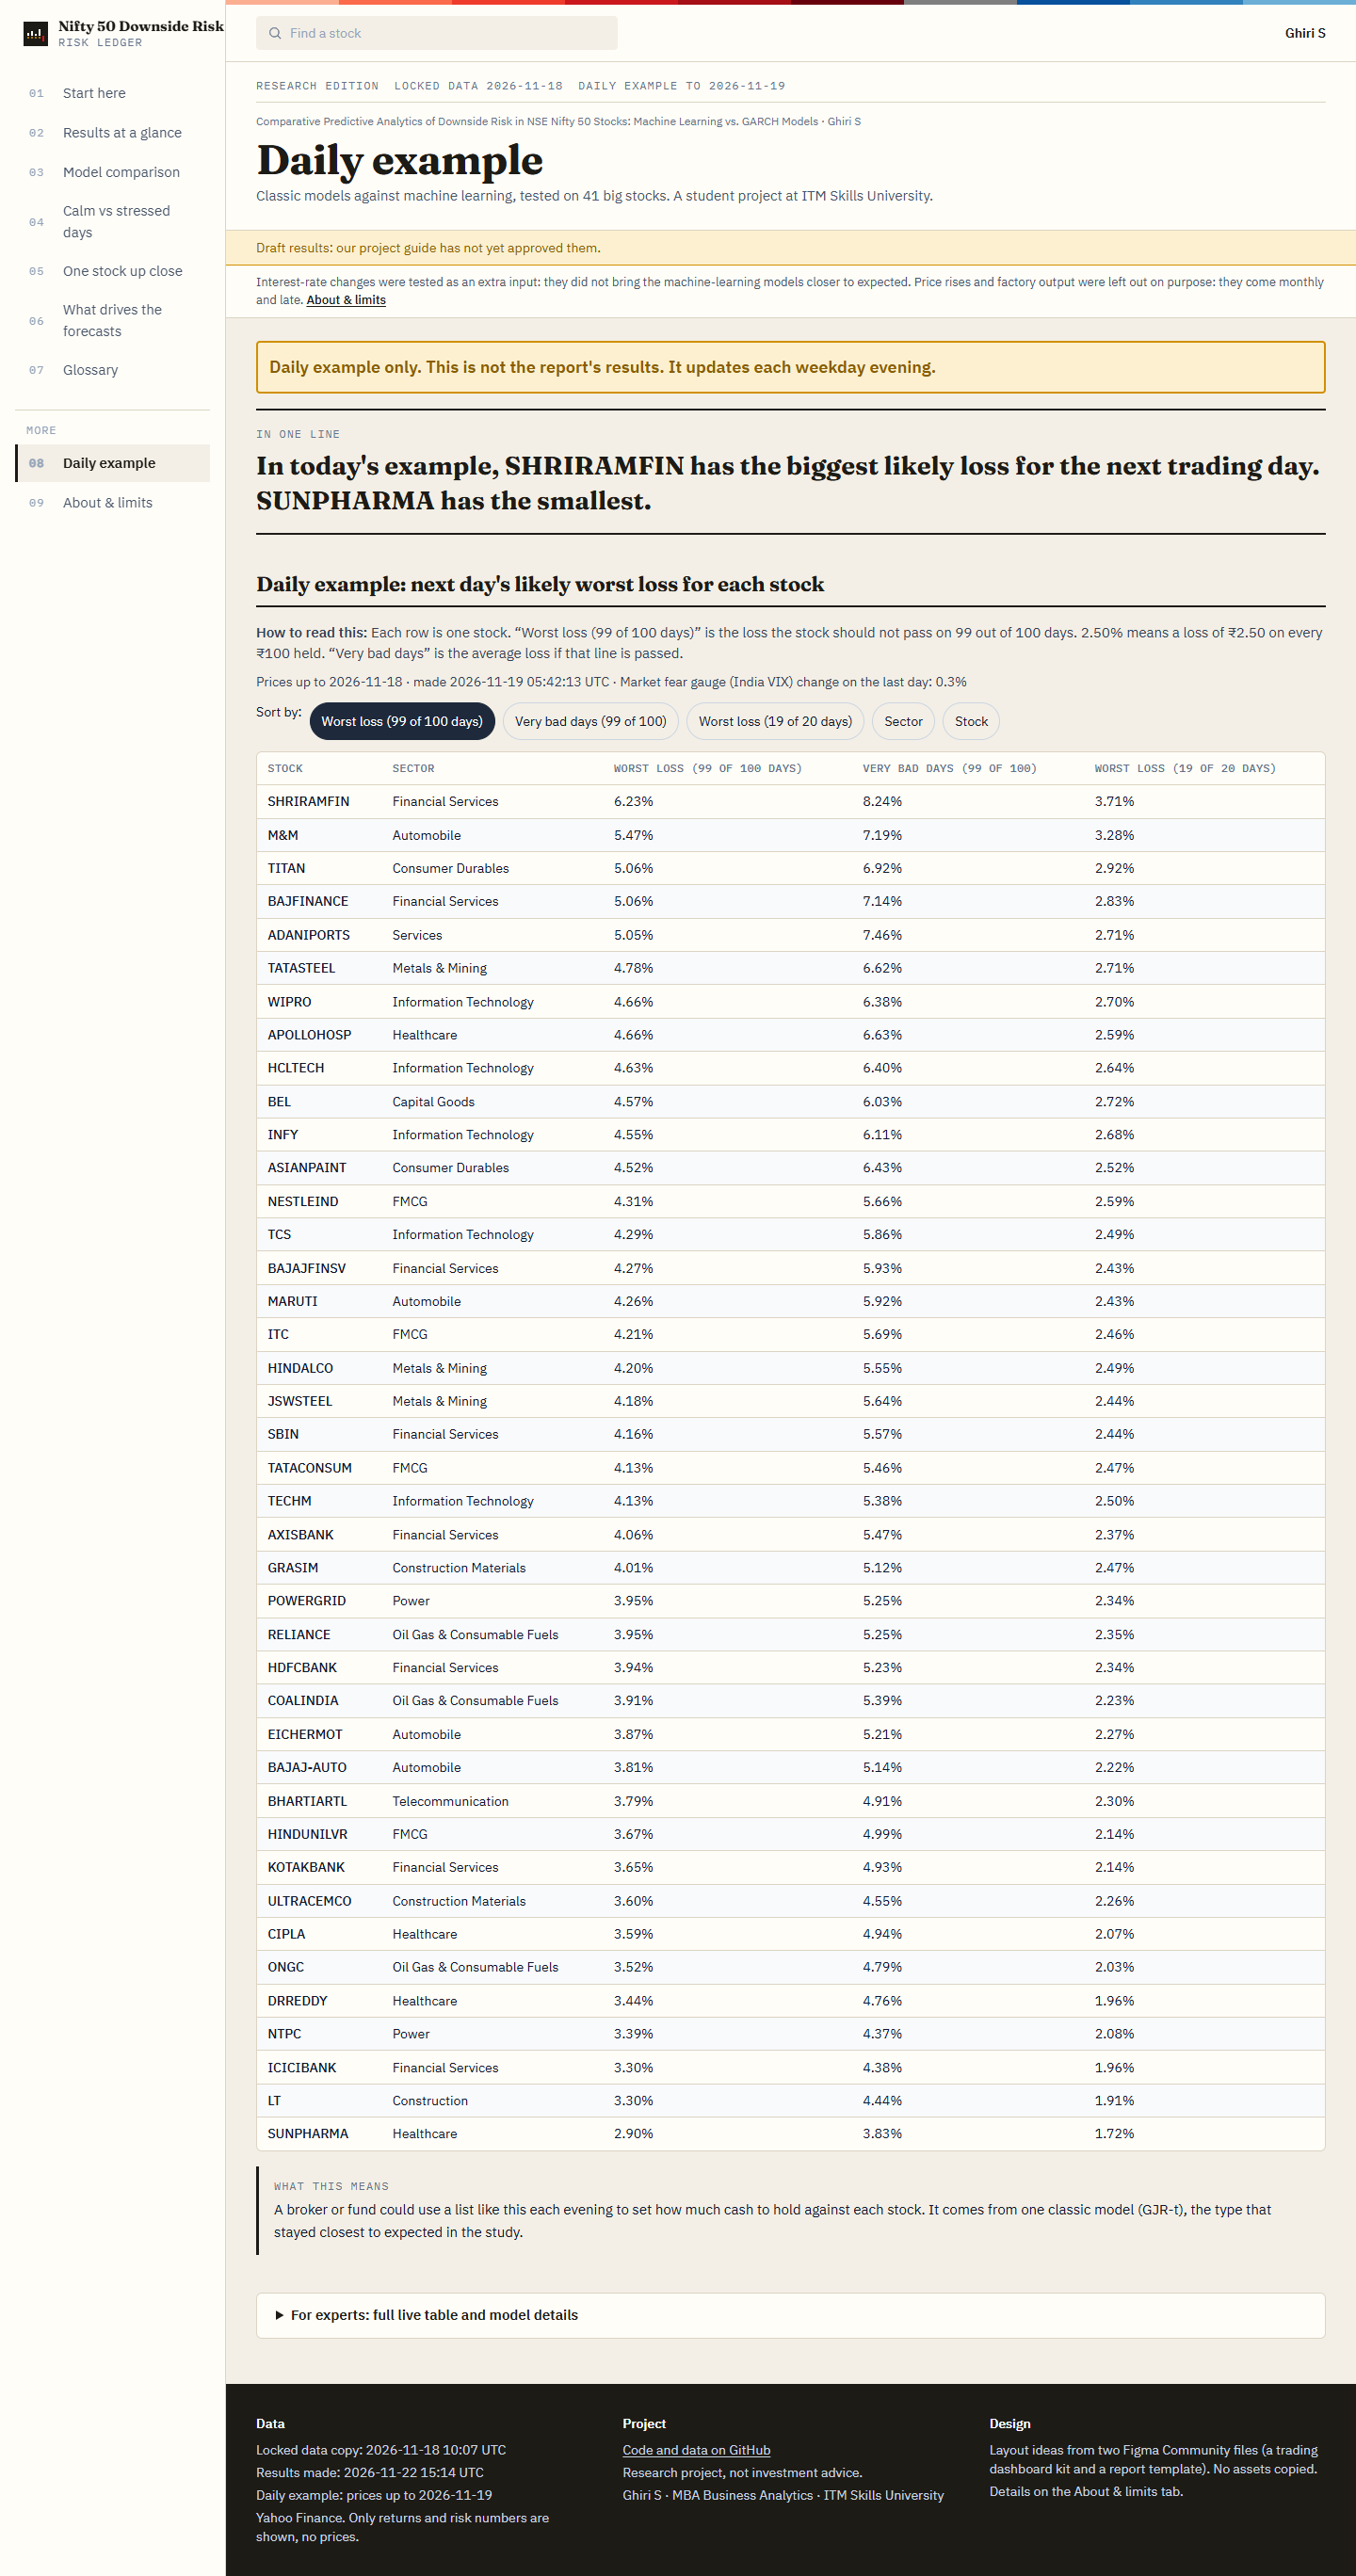 Nifty 50 Downside Risk
RISK LEDGER
01 Start here
02 Results at a glance
03 Model comparison
04 Calm vs stressed
days
05 One stock up close
06 What drives the
forecasts
07 Glossary
MORE
08 Daily example
09 About & limits
Find a stock
Ghiri S
RESEARCH EDITION LOCKED DATA 2026-11-18 DAILY EXAMPLE TO 2026-11-19
Comparative Predictive Analytics of Downside Risk in NSE Nifty 50 Stocks: Machine Learning vs. GARCH Models · Ghiri S
Daily example
Classic models against machine learning, tested on 41 big stocks. A student project at ITM Skills University.
Draft results: our project guide has not yet approved them.
Interest-rate changes were tested as an extra input: they did not bring the machine-learning models closer to expected. Price rises and factory output were left out on purpose: they come monthly
and late. About & limits
Daily example only. This is not the report's results. It updates each weekday evening.
IN ONE LINE
In today's example, SHRIRAMFIN has the biggest likely loss for the next trading day.
SUNPHARMA has the smallest.
Daily example: next day's likely worst loss for each stock
How to read this: Each row is one stock. “Worst loss (99 of 100 days)” is the loss the stock should not pass on 99 out of 100 days. 2.50% means a loss of ₹2.50 on every
₹100 held. “Very bad days” is the average loss if that line is passed.
Prices up to 2026-11-18 · made 2026-11-19 05:42:13 UTC · Market fear gauge (India VIX) change on the last day: 0.3%
Sort by: Worst loss (99 of 100 days) Very bad days (99 of 100) Worst loss (19 of 20 days) Sector Stock
STOCK SECTOR WORST LOSS (99 OF 100 DAYS) VERY BAD DAYS (99 OF 100) WORST LOSS (19 OF 20 DAYS)
SHRIRAMFIN Financial Services 6.23% 8.24% 3.71%
M&M Automobile 5.47% 7.19% 3.28%
TITAN Consumer Durables 5.06% 6.92% 2.92%
BAJFINANCE Financial Services 5.06% 7.14% 2.83%
ADANIPORTS Services 5.05% 7.46% 2.71%
TATASTEEL Metals & Mining 4.78% 6.62% 2.71%
WIPRO Information Technology 4.66% 6.38% 2.70%
APOLLOHOSP Healthcare 4.66% 6.63% 2.59%
HCLTECH Information Technology 4.63% 6.40% 2.64%
BEL Capital Goods 4.57% 6.03% 2.72%
INFY Information Technology 4.55% 6.11% 2.68%
ASIANPAINT Consumer Durables 4.52% 6.43% 2.52%
NESTLEIND FMCG 4.31% 5.66% 2.59%
TCS Information Technology 4.29% 5.86% 2.49%
BAJAJFINSV Financial Services 4.27% 5.93% 2.43%
MARUTI Automobile 4.26% 5.92% 2.43%
ITC FMCG 4.21% 5.69% 2.46%
HINDALCO Metals & Mining 4.20% 5.55% 2.49%
JSWSTEEL Metals & Mining 4.18% 5.64% 2.44%
SBIN Financial Services 4.16% 5.57% 2.44%
TATACONSUM FMCG 4.13% 5.46% 2.47%
TECHM Information Technology 4.13% 5.38% 2.50%
AXISBANK Financial Services 4.06% 5.47% 2.37%
GRASIM Construction Materials 4.01% 5.12% 2.47%
POWERGRID Power 3.95% 5.25% 2.34%
RELIANCE Oil Gas & Consumable Fuels 3.95% 5.25% 2.35%
HDFCBANK Financial Services 3.94% 5.23% 2.34%
COALINDIA Oil Gas & Consumable Fuels 3.91% 5.39% 2.23%
EICHERMOT Automobile 3.87% 5.21% 2.27%
BAJAJ-AUTO Automobile 3.81% 5.14% 2.22%
BHARTIARTL Telecommunication 3.79% 4.91% 2.30%
HINDUNILVR FMCG 3.67% 4.99% 2.14%
KOTAKBANK Financial Services 3.65% 4.93% 2.14%
ULTRACEMCO Construction Materials 3.60% 4.55% 2.26%
CIPLA Healthcare 3.59% 4.94% 2.07%
ONGC Oil Gas & Consumable Fuels 3.52% 4.79% 2.03%
DRREDDY Healthcare 3.44% 4.76% 1.96%
NTPC Power 3.39% 4.37% 2.08%
ICICIBANK Financial Services 3.30% 4.38% 1.96%
LT Construction 3.30% 4.44% 1.91%
SUNPHARMA Healthcare 2.90% 3.83% 1.72%
WHAT THIS MEANS
A broker or fund could use a list like this each evening to set how much cash to hold against each stock. It comes from one classic model (GJR-t), the type that
stayed closest to expected in the study.
For experts: full live table and model details
Data
Locked data copy: 2026-11-18 10:07 UTC
Results made: 2026-11-22 15:14 UTC
Daily example: prices up to 2026-11-19
Yahoo Finance. Only returns and risk numbers are
shown, no prices.
Project
Code and data on GitHub
Research project, not investment advice.
Ghiri S · MBA Business Analytics · ITM Skills University
Design
Layout ideas from two Figma Community files (a trading
dashboard kit and a report template). No assets copied.
Details on the About & limits tab.